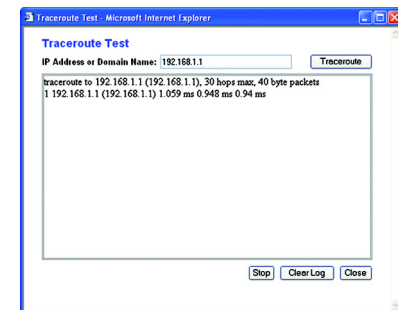 Traceroute Test - Microsoft Internet Explorer
Traceroute Test
IP Address or Domain Name: 192.168.1.1 Traceroute
traceroute to 192.168.1.1 (192.168.1.1), 30 hops max, 40 byte packets
1 192.168.1.1 (192.168.1.1) 1.059 ms 0.948 ms 0.94 ms
Stop Clear Log Close